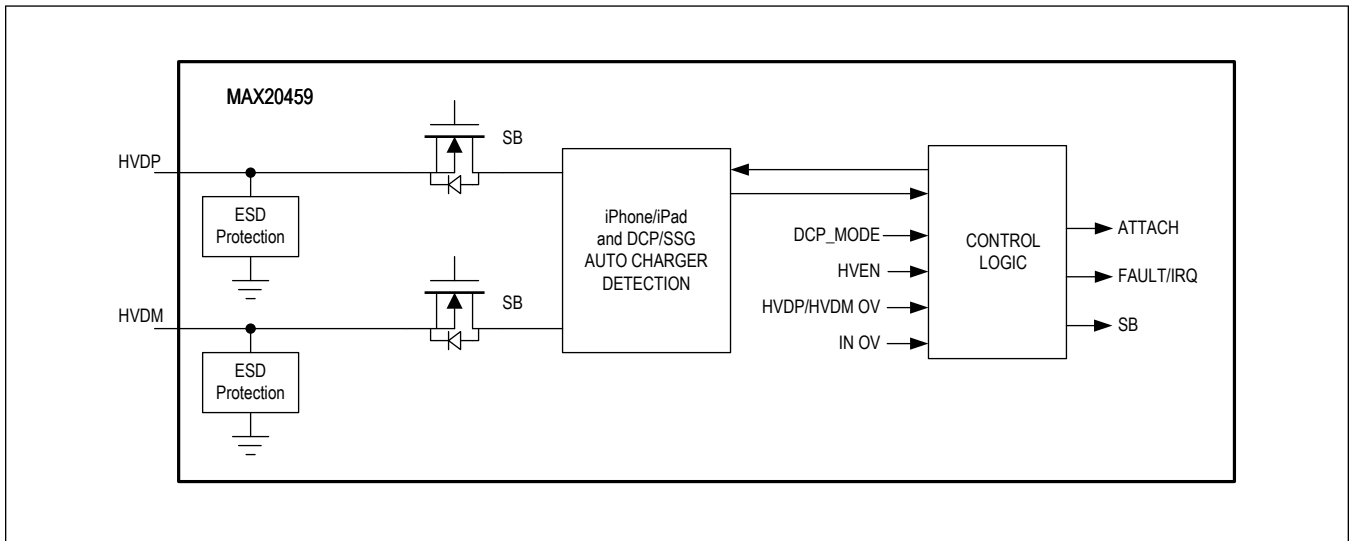 MAX20459
HVDP
SB
ESD
Protection
HVDM
SB
ESD
Protection
iPhone/iPad
and DCP/SSG
AUTO CHARGER
DETECTION
DCP_MODE
HVEN
HVDP/HVDM OV
IN OV
CONTROL
LOGIC
ATTACH
FAULT/IRQ
SB